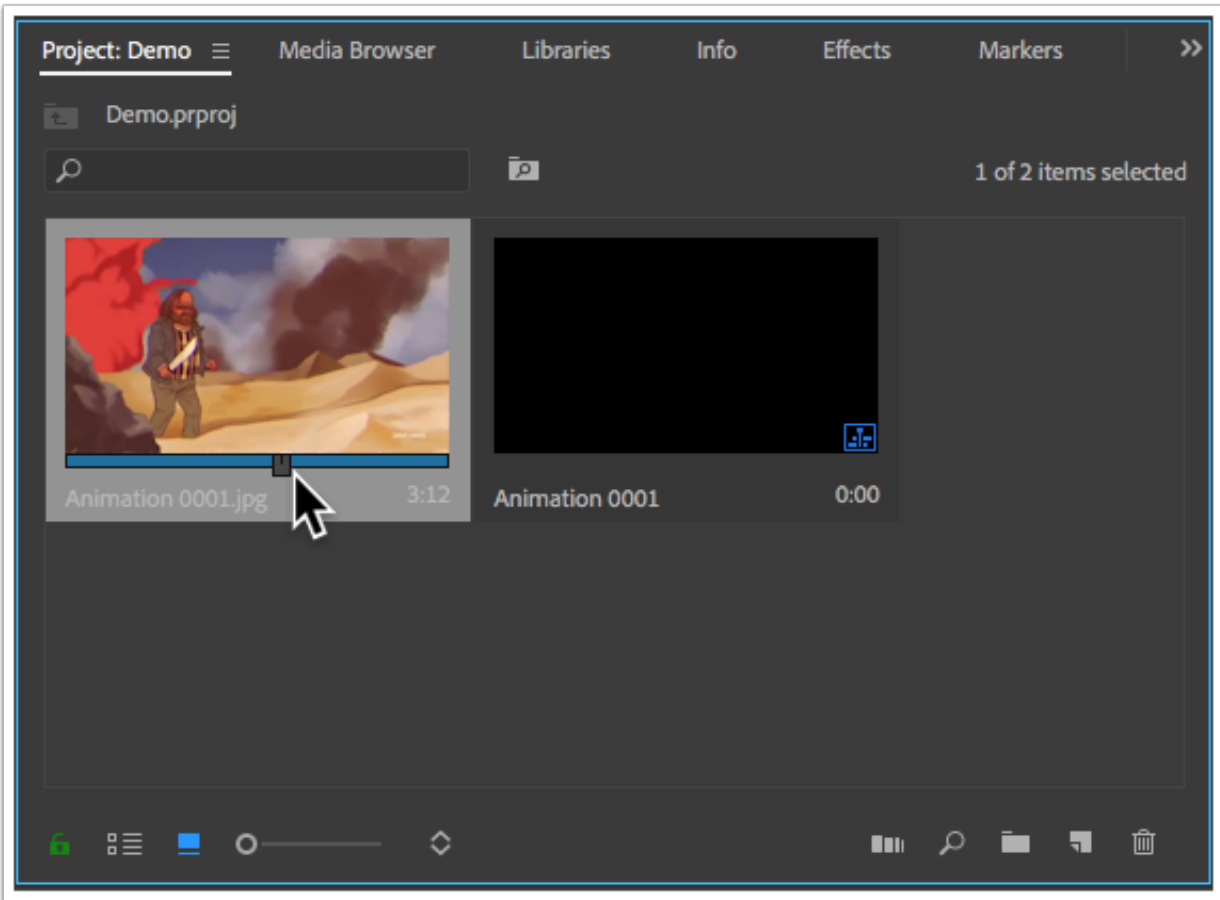 Project: Demo Media Browser Libraries Info Effects Markers
Demo.prproj
1 of 2 items selected
Animation 0001.jpg 3:12 Animation 0001 0:00